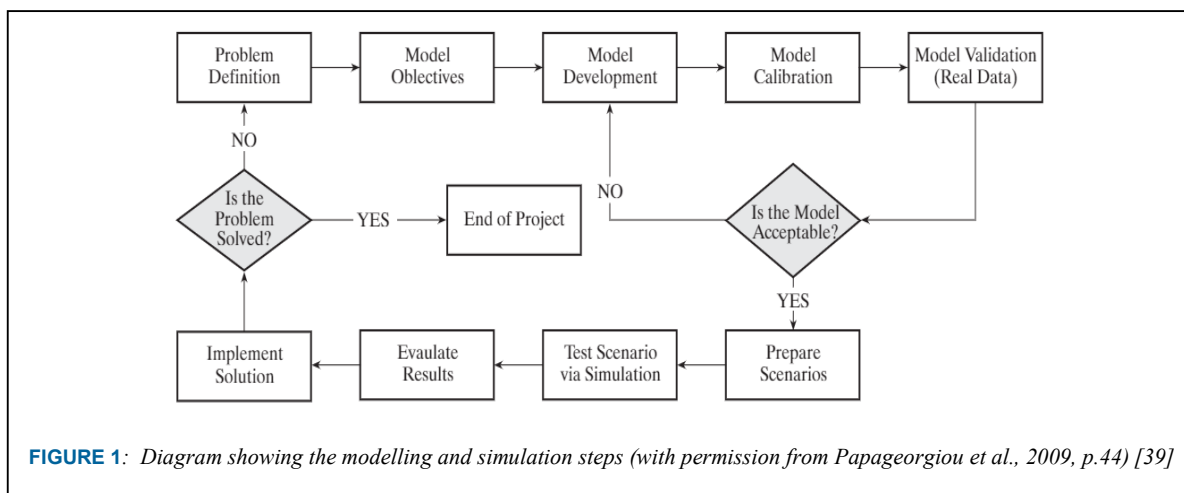 Problem
Definition
Model
Objectives
Model
Development
Model
Calibration
Model Validation
(Real Data)
NO
Is the
Problem
Solved?
YES
End of Project
NO
Is the Model
Acceptable?
YES
Implement
Solution
Evaulate
Results
Test Scenario
via Simulation
Prepare
Scenarios
FIGURE 1: Diagram showing the modelling and simulation steps (with permission from Papageorgiou et al., 2009, p.44) [39]